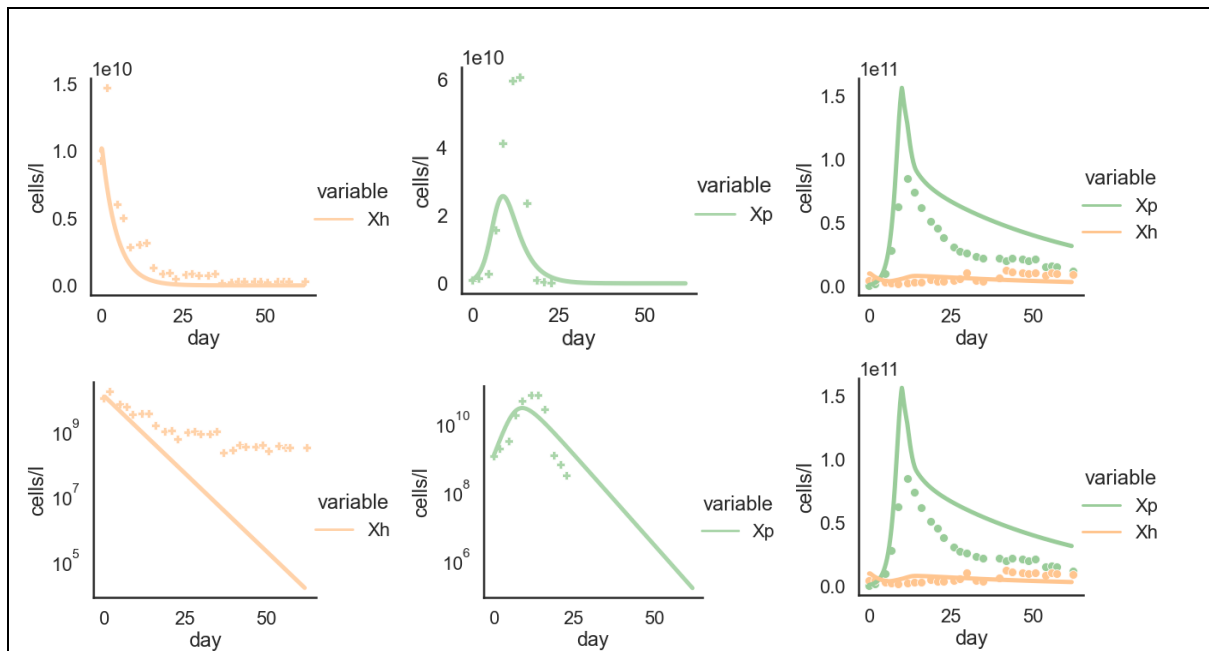 1e10
1.5
1.0
0.5
0.0
cells/l
0
25
50
day
variable
Xh
1e10
6
4
2
0
cells/l
0
25
50
day
variable
Xp
1e11
1.5
1.0
0.5
0.0
cells/l
0
25
50
day
variable
Xp
Xh
10^9
10^7
10^5
cells/l
0
50
day
variable
Xh
10^10
10^8
10^6
cells/l
0
50
day
variable
Xp
1e11
1.5
1.0
0.5
0.0
cells/l
0
25
50
day
variable
Xp
Xh